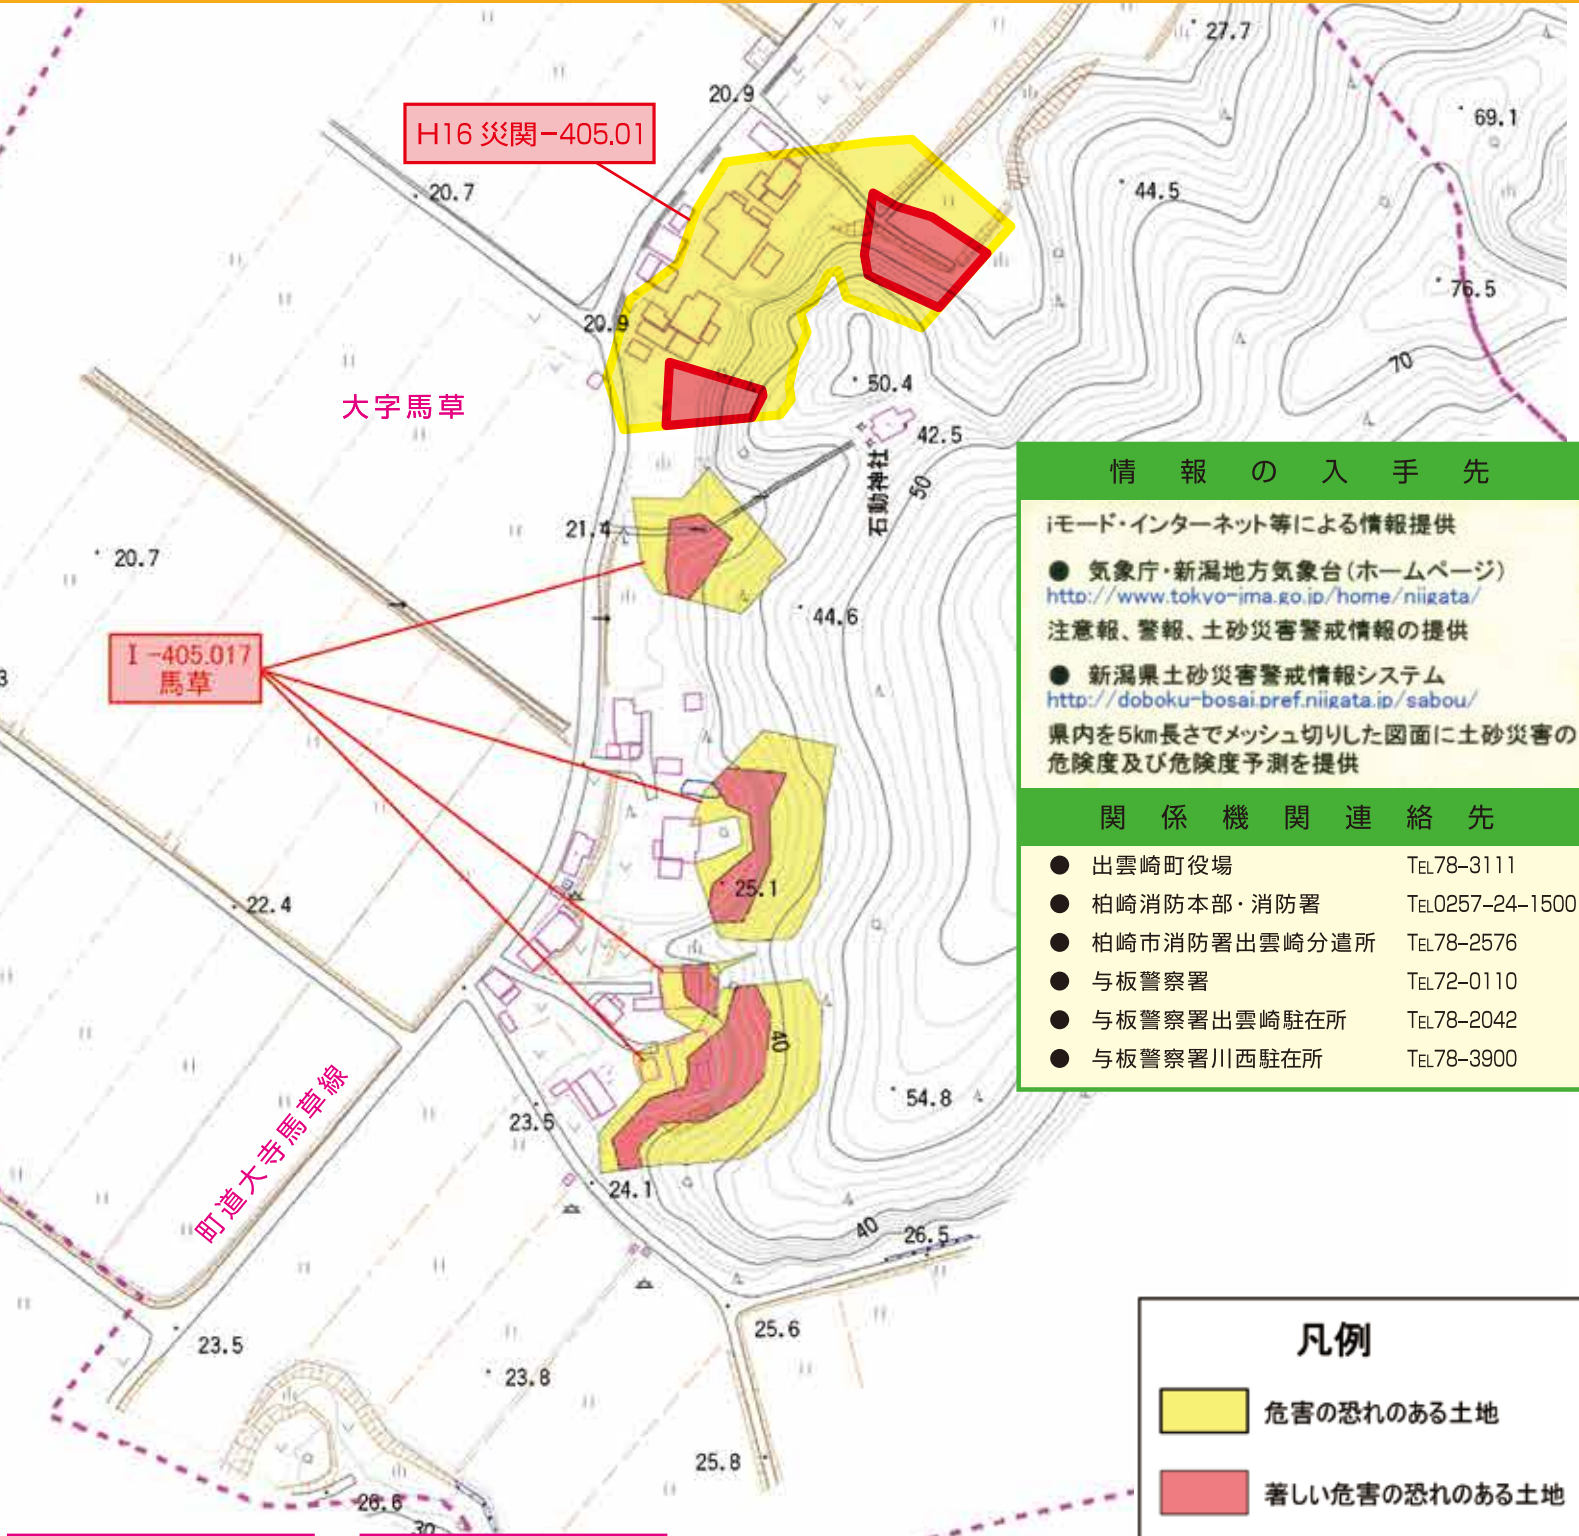 27.7
20.9
69.1
H16 災関-405.01
20.7
44.5
76.5
20.9
70
50.4
大字馬草
42.5
石動神社
50
21.4
20.7
44.6
I-405.017
馬草
3
25.1
22.4
40
54.8
23.5
町道大寺馬草線
24.1
40
26.5
25.6
23.5
23.8
25.8
26.6
30
情報の入手先
iモード・インターネット等による情報提供
● 気象庁・新潟地方気象台(ホームページ)
http://www.tokyo-jma.go.jp/home/niigata/
注意報、警報、土砂災害警戒情報の提供
● 新潟県土砂災害警戒情報システム
http://doboku-bosai.pref.niigata.jp/sabou/
県内を5km長さでメッシュ切りした図面に土砂災害の
危険度及び危険度予測を提供
関係機関連絡先
● 出雲崎町役場 TEL78-3111
● 柏崎消防本部・消防署 TEL0257-24-1500
● 柏崎市消防署出雲崎分遣所 TEL78-2576
● 与板警察署 TEL72-0110
● 与板警察署出雲崎駐在所 TEL78-2042
● 与板警察署川西駐在所 TEL78-3900
凡例
危害の恐れのある土地
著しい危害の恐れのある土地